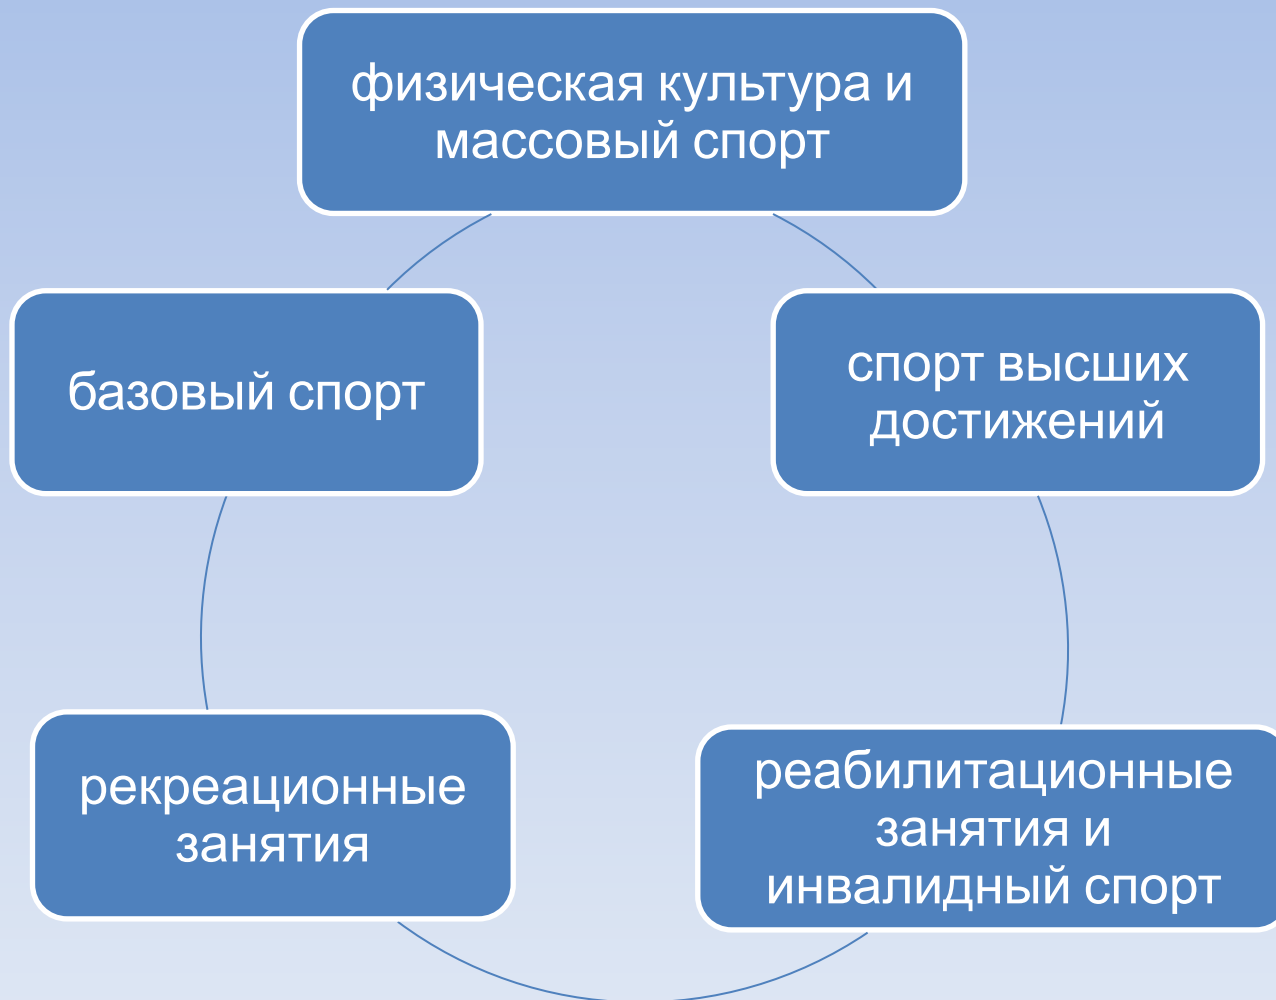 физическая культура и
массовый спорт
базовый спорт
спорт высших
достижений
рекреационные
занятия
реабилитационные
занятия и
инвалидный спорт